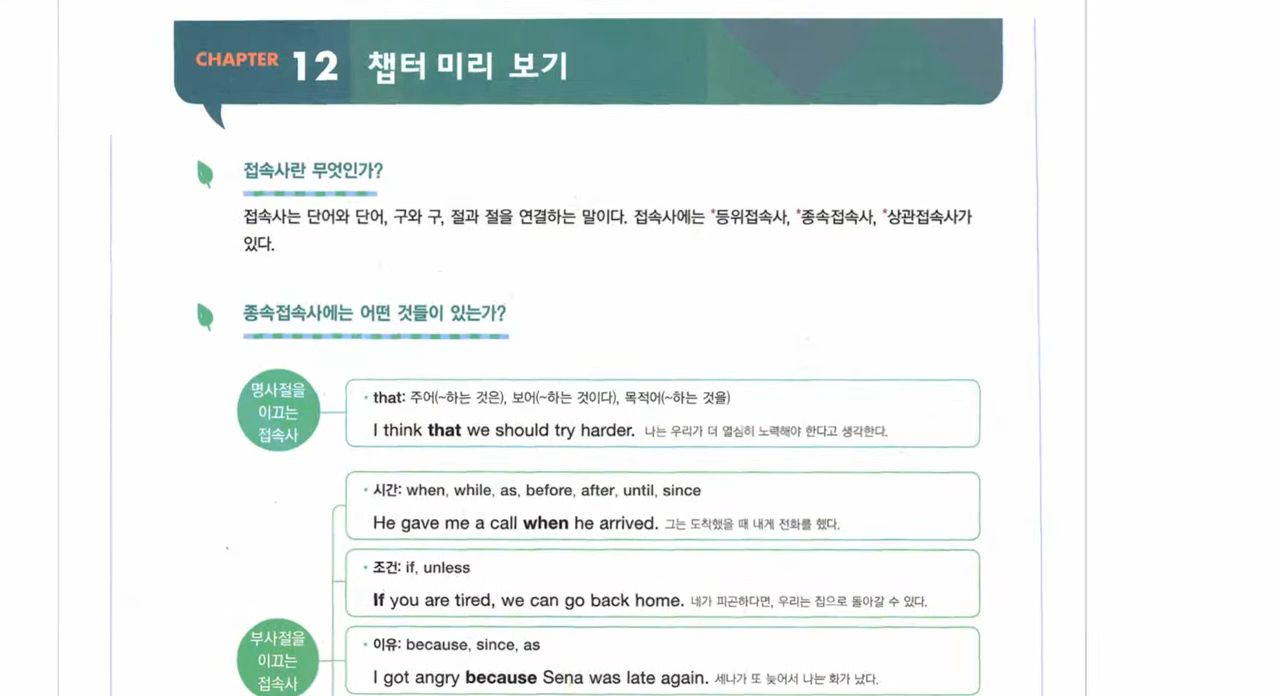 CHAPTER 12 챕터 미리 보기
접속사란 무엇인가?
접속사는 단어와 단어, 구와 구, 절과 절을 연결하는 말이다. 접속사에는 *등위접속사, *종속접속사, *상관접속사가
있다.
종속접속사에는 어떤 것들이 있는가?
명사절을
이끄는
접속사
• that: 주어(~하는 것은), 보어(~하는 것이다), 목적어(~하는 것을)
I think that we should try harder. 나는 우리가 더 열심히 노력해야 한다고 생각한다.
• 시간: when, while, as, before, after, until, since
He gave me a call when he arrived. 그는 도착했을 때 내게 전화를 했다.
• 조건: if, unless
If you are tired, we can go back home. 네가 피곤하다면, 우리는 집으로 돌아갈 수 있다.
부사절을
이끄는
접속사
• 이유: because, since, as
I got angry because Sena was late again. 세나가 또 늦어서 나는 화가 났다.